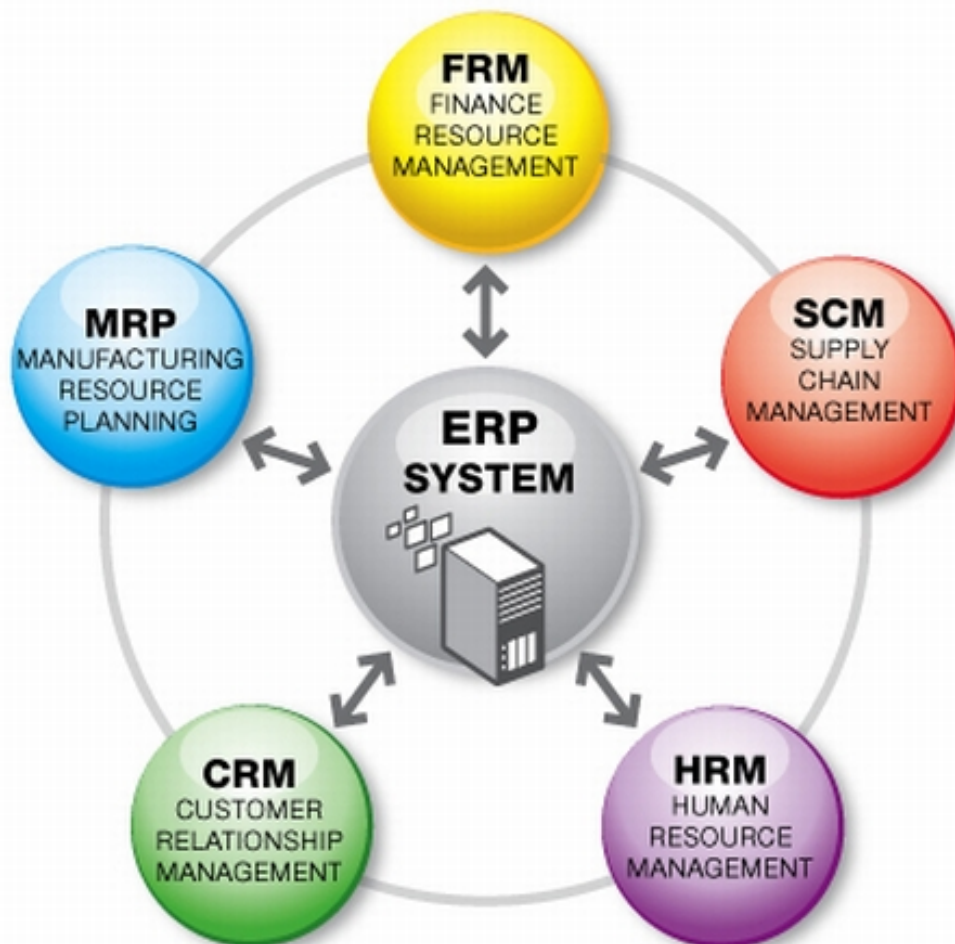 FRM
FINANCE
RESOURCE
MANAGEMENT
MRP
MANUFACTURING
RESOURCE
PLANNING
SCM
SUPPLY
CHAIN
MANAGEMENT
ERP
SYSTEM
CRM
CUSTOMER
RELATIONSHIP
MANAGEMENT
HRM
HUMAN
RESOURCE
MANAGEMENT